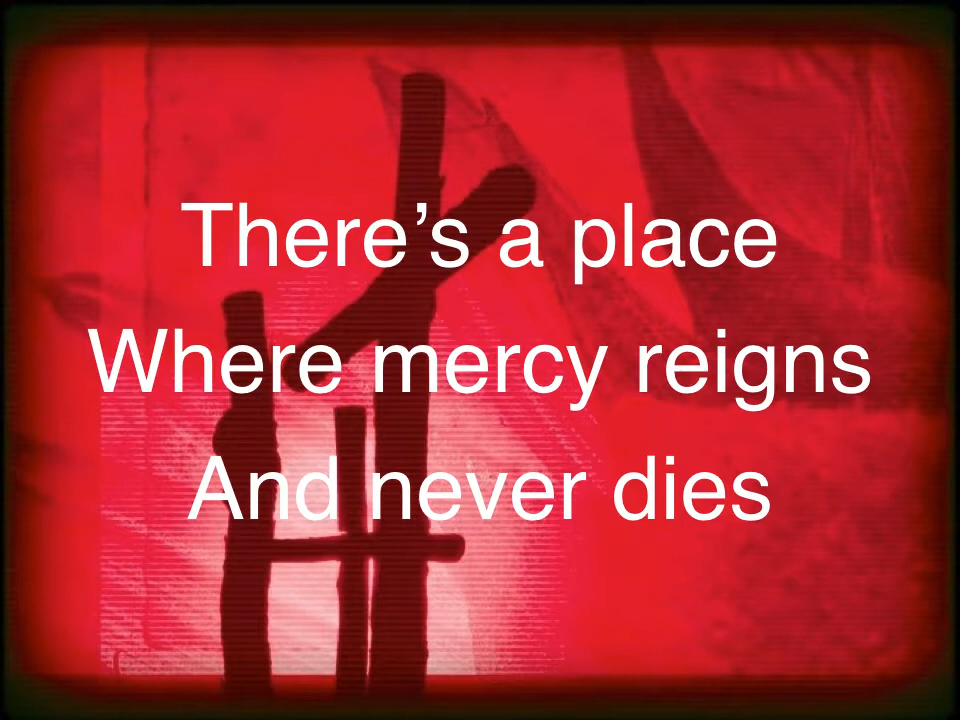 There’s a place
Where mercy reigns
And never dies